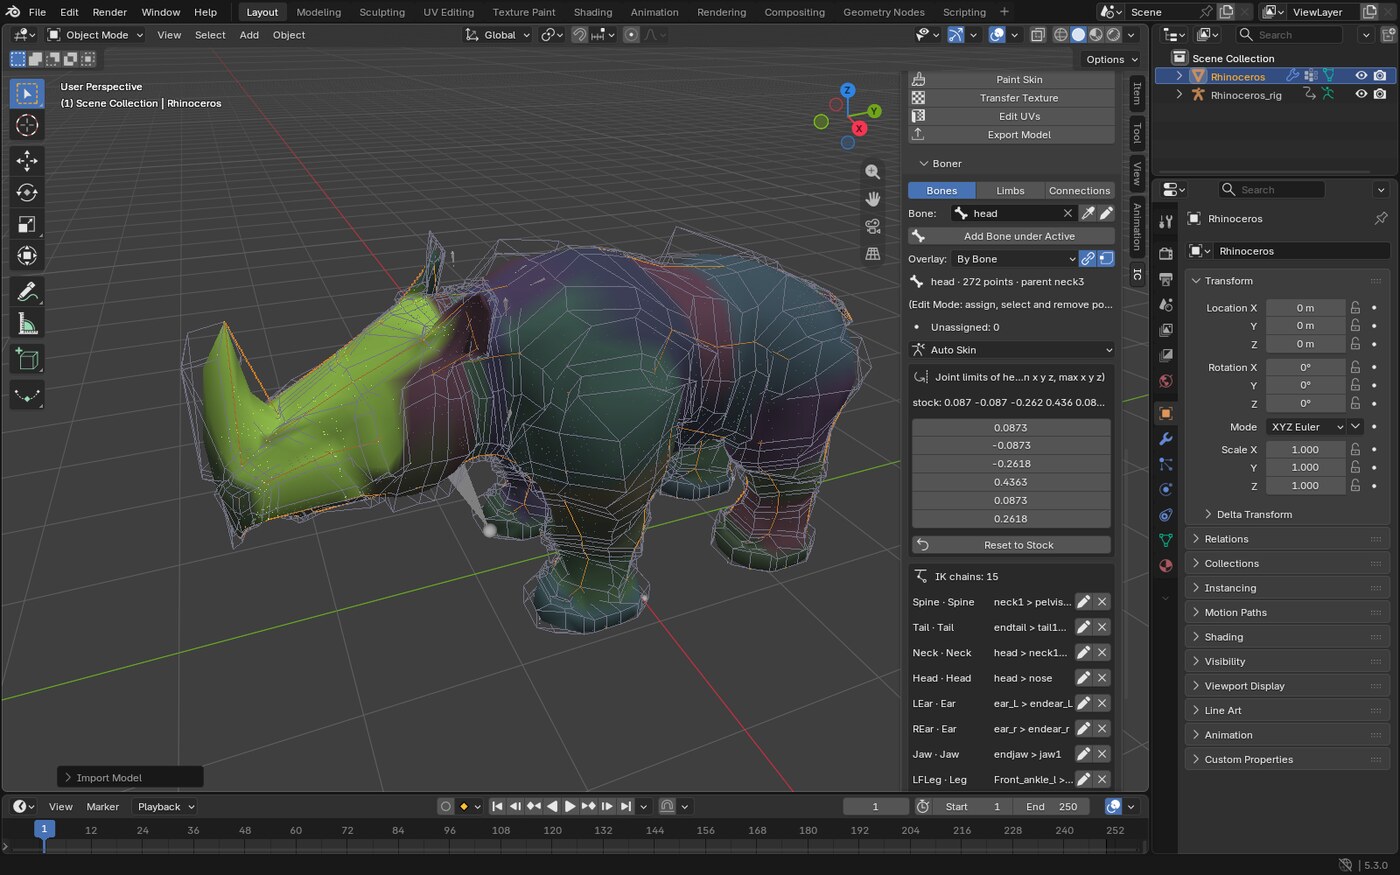 File Edit Render Window Help Layout Modeling Sculpting UV Editing Texture Paint Shading Animation Rendering Compositing Geometry Nodes Scripting + Scene ViewLayer
Object Mode View Select Add Object Global Search
Options
User Perspective
(1) Scene Collection | Rhinoceros
Z
Y
X
Paint Skin
Transfer Texture
Edit UVs
Export Model
Boner
Bones Limbs Connections
Bone: head
Add Bone under Active
Overlay: By Bone
head · 272 points · parent neck3
(Edit Mode: assign, select and remove po...
Unassigned: 0
Auto Skin
Joint limits of he...n x y z, max x y z)
stock: 0.087 -0.087 -0.262 0.436 0.08...
0.0873
-0.0873
-0.2618
0.4363
0.0873
0.2618
Reset to Stock
IK chains: 15
Spine · Spine neck1 > pelvis...
Tail · Tail endtail > tail1...
Neck · Neck head > neck1...
Head · Head head > nose
LEar · Ear ear_L > endear_L
REar · Ear ear_r > endear_r
Jaw · Jaw endjaw > jaw1
LFLeg · Leg Front_ankle_l >...
Item
Tool
View
Animation
IC
Scene Collection
Rhinoceros
Rhinoceros_rig
Search
Rhinoceros
Rhinoceros
Transform
Location X 0 m
Y 0 m
Z 0 m
Rotation X 0°
Y 0°
Z 0°
Mode XYZ Euler
Scale X 1.000
Y 1.000
Z 1.000
Delta Transform
Relations
Collections
Instancing
Motion Paths
Shading
Visibility
Viewport Display
Line Art
Animation
Custom Properties
Import Model
View Marker Playback 1 Start 1 End 250
1 12 24 36 48 60 72 84 96 108 120 132 144 156 168 180 192 204 216 228 240 252
5.3.0